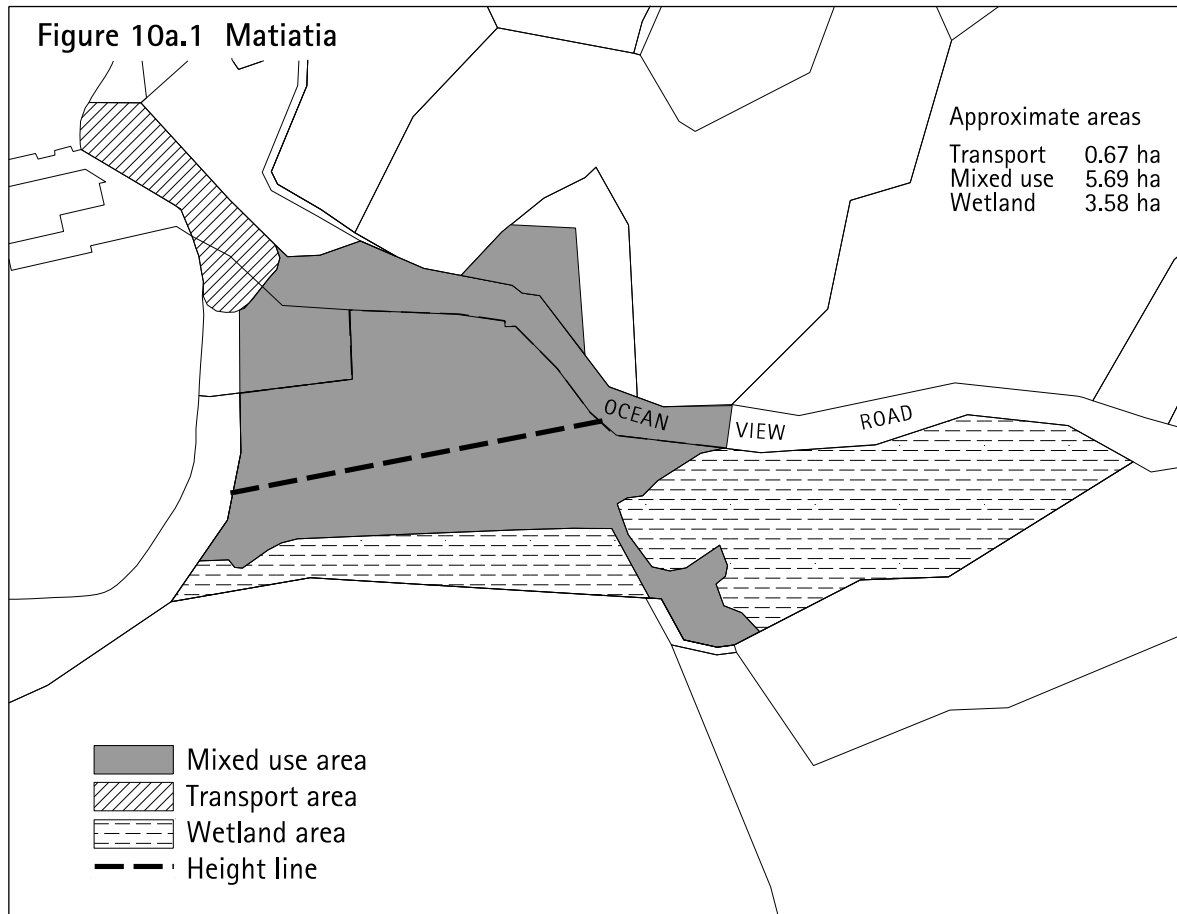 Figure 10a.1 Matiatia
Approximate areas
Transport 0.67 ha
Mixed use 5.69 ha
Wetland 3.58 ha
OCEAN VIEW ROAD
Mixed use area
Transport area
Wetland area
Height line